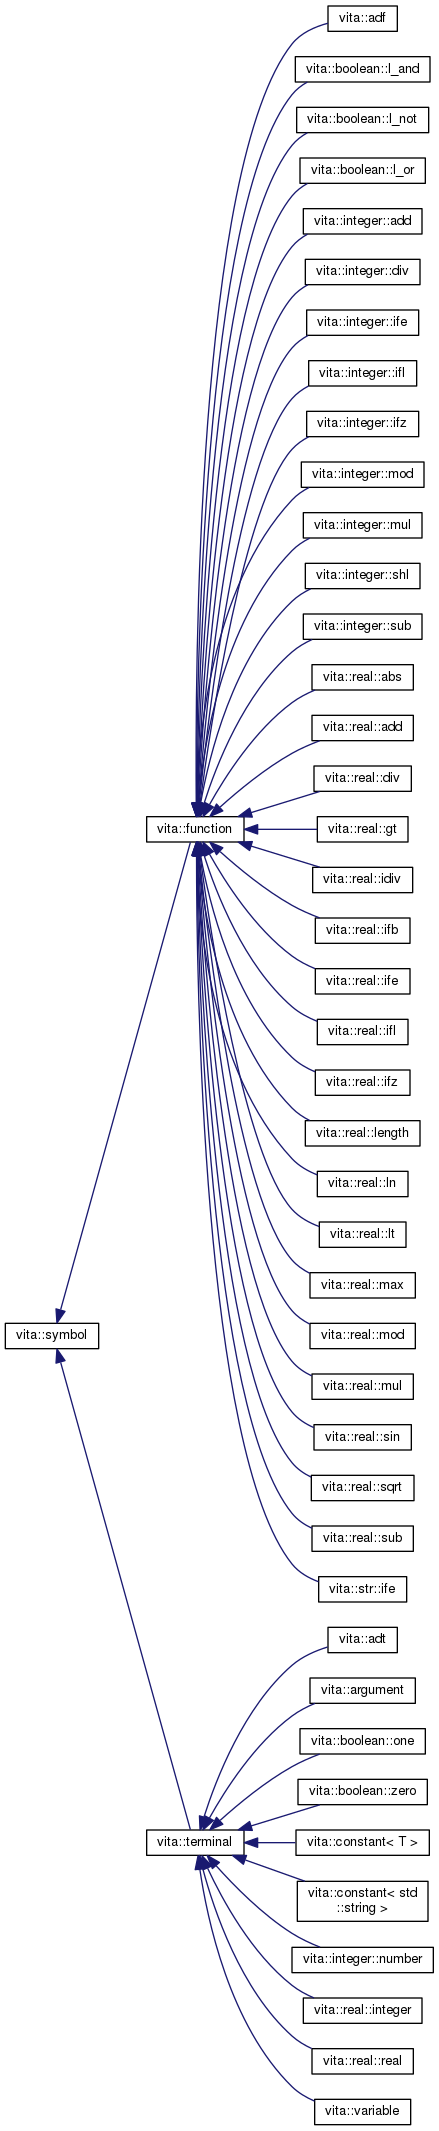 vita::adf
vita::boolean::l_and
vita::boolean::l_not
vita::boolean::l_or
vita::integer::add
vita::integer::div
vita::integer::ife
vita::integer::ifl
vita::integer::ifz
vita::integer::mod
vita::integer::mul
vita::integer::shl
vita::integer::sub
vita::real::abs
vita::real::add
vita::real::div
vita::function
vita::real::gt
vita::real::idiv
vita::real::ifb
vita::real::ife
vita::real::ifl
vita::real::ifz
vita::real::length
vita::real::ln
vita::real::lt
vita::real::max
vita::symbol
vita::real::mod
vita::real::mul
vita::real::sin
vita::real::sqrt
vita::real::sub
vita::str::ife
vita::adt
vita::argument
vita::boolean::one
vita::boolean::zero
vita::terminal
vita::constant< T >
vita::constant< std
::string >
vita::integer::number
vita::real::integer
vita::real::real
vita::variable